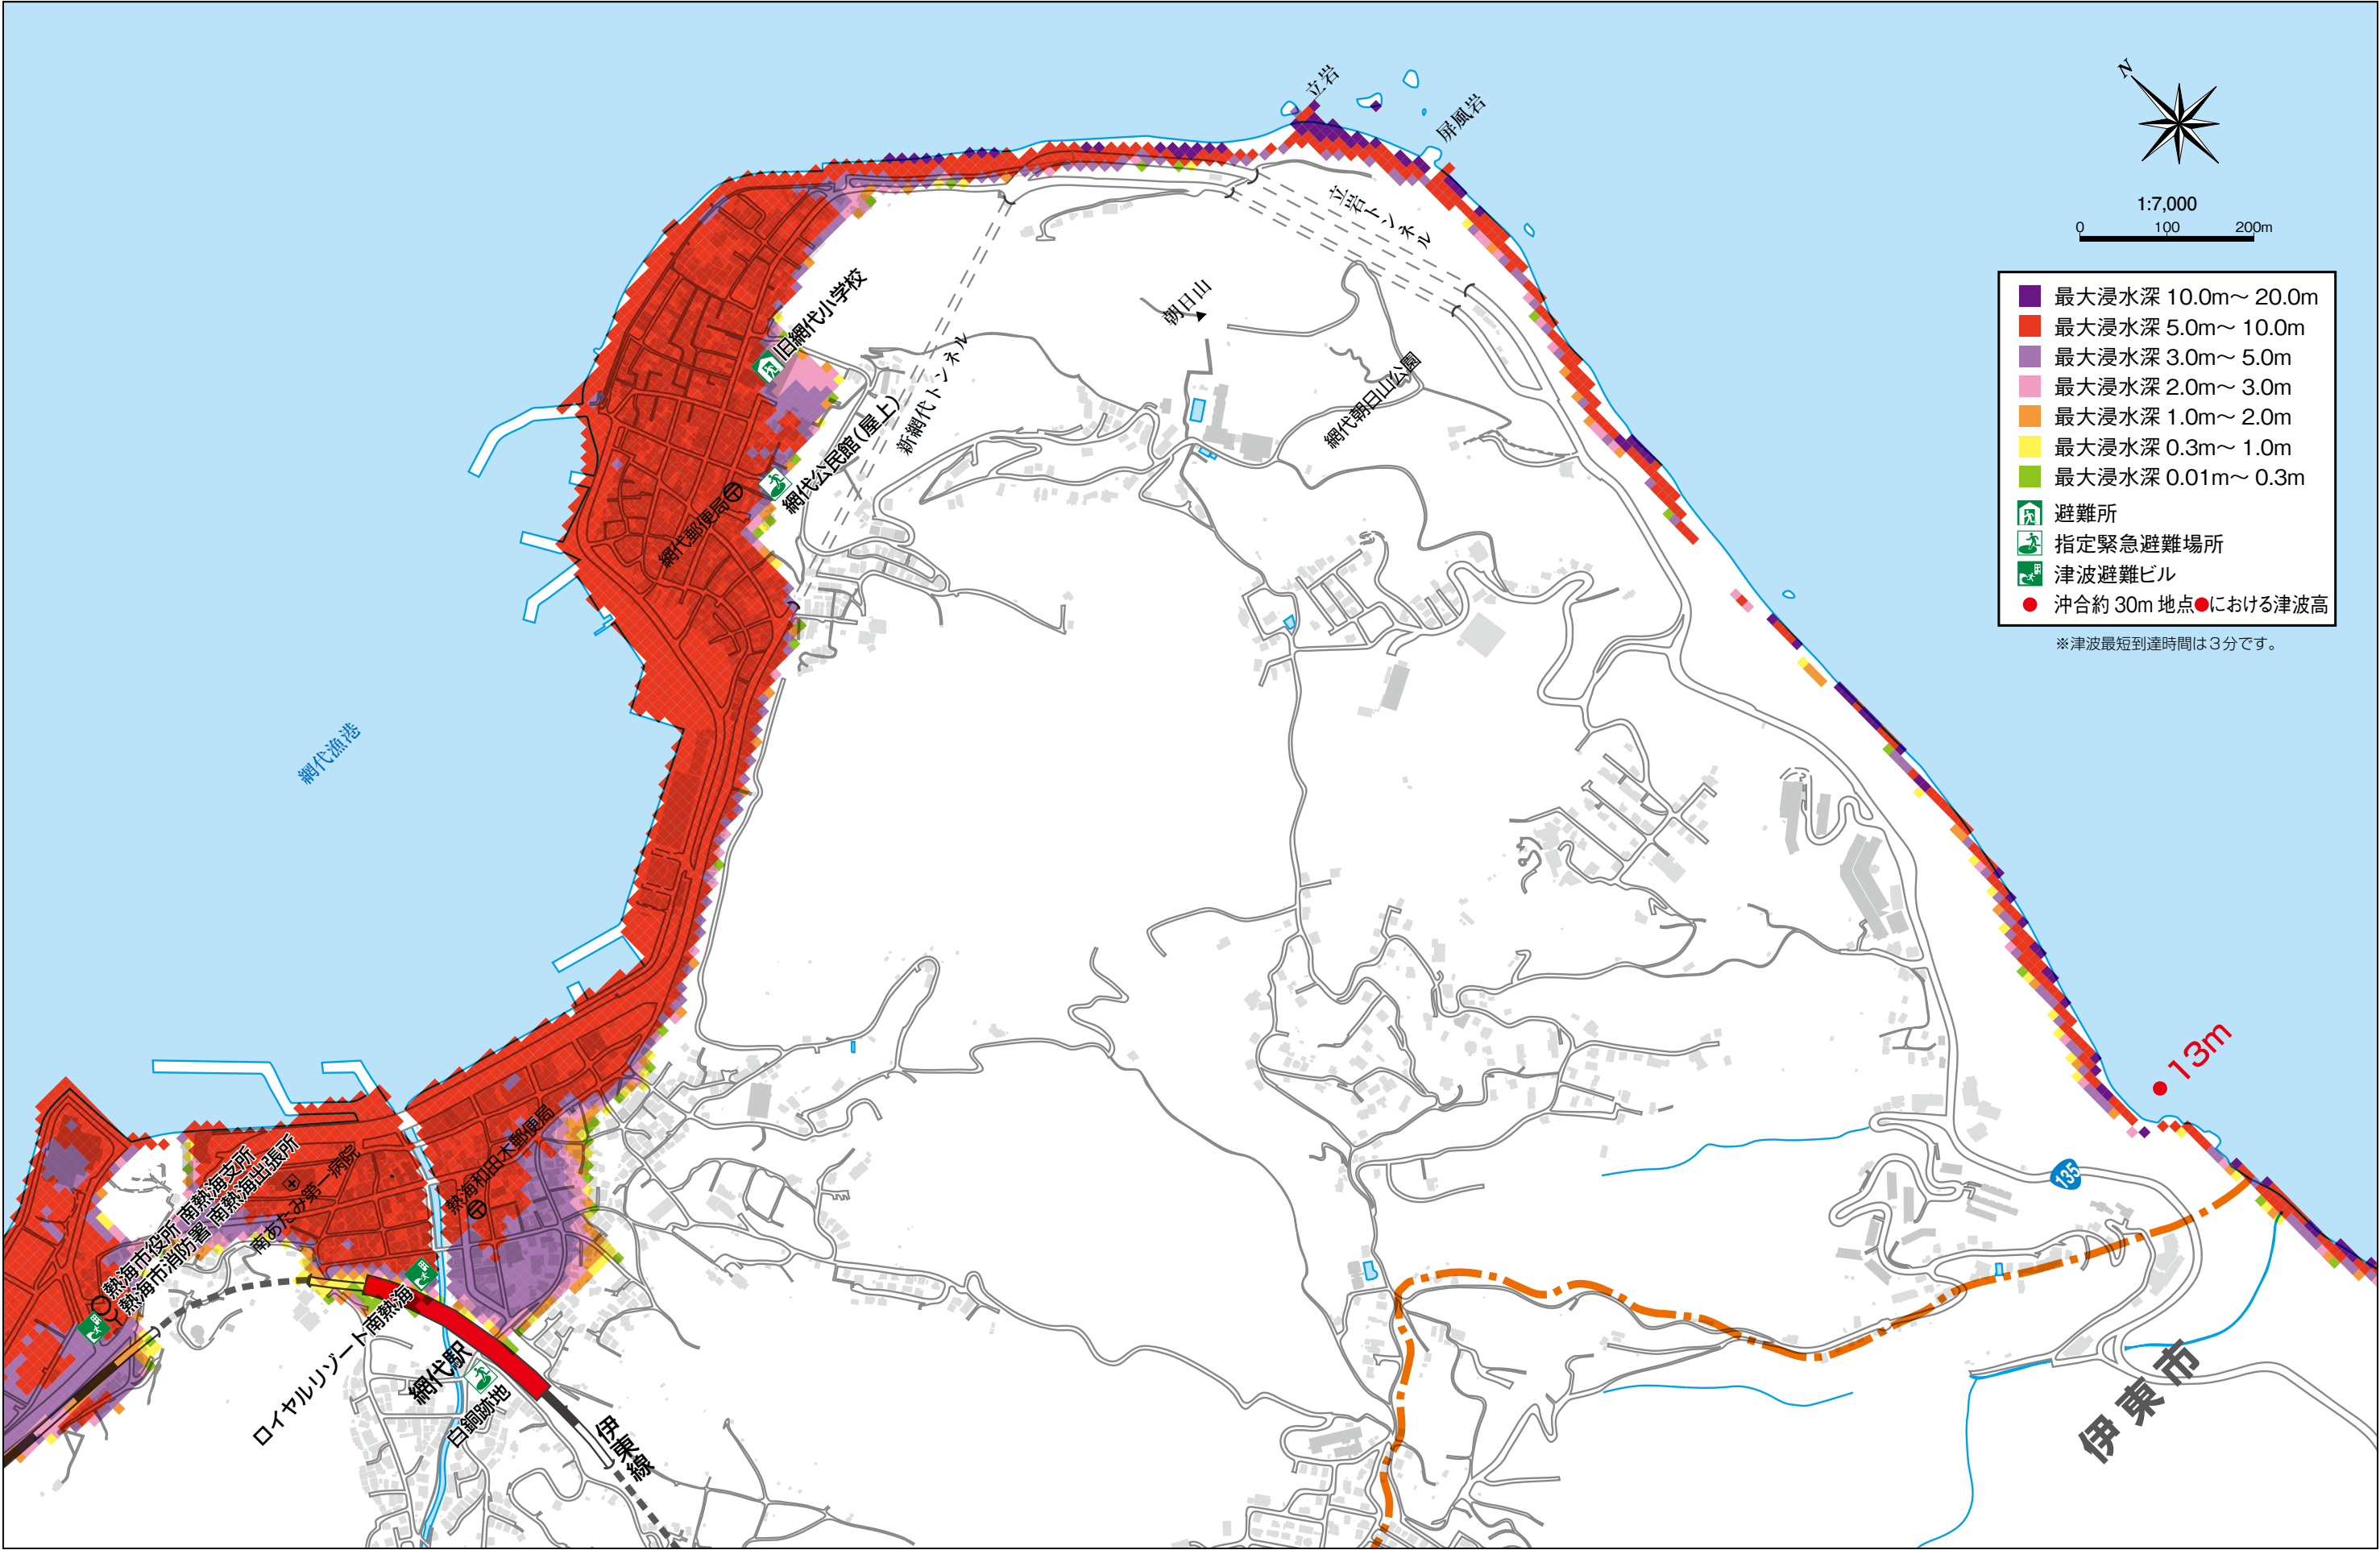 立岩
屏風岩
N
1:7,000
0 100 200m
最大浸水深 10.0m～ 20.0m
最大浸水深 5.0m～ 10.0m
最大浸水深 3.0m～ 5.0m
最大浸水深 2.0m～ 3.0m
最大浸水深 1.0m～ 2.0m
最大浸水深 0.3m～ 1.0m
最大浸水深 0.01m～ 0.3m
避難所
指定緊急避難場所
津波避難ビル
沖合約 30m 地点●における津波高
※津波最短到達時間は３分です。
立岩トンネル
朝日山
旧網代小学校
新網代トンネル
網代朝日山公園
網代公民館（屋上）
網代郵便局
網代漁港
13m
135
熱海和田木郵便局
南あたみ第一病院
熱海市役所 南熱海支所
熱海市消防署 南熱海出張所
ロイヤルリゾート南熱海
網代駅
白銅跡地
伊東線
伊東市